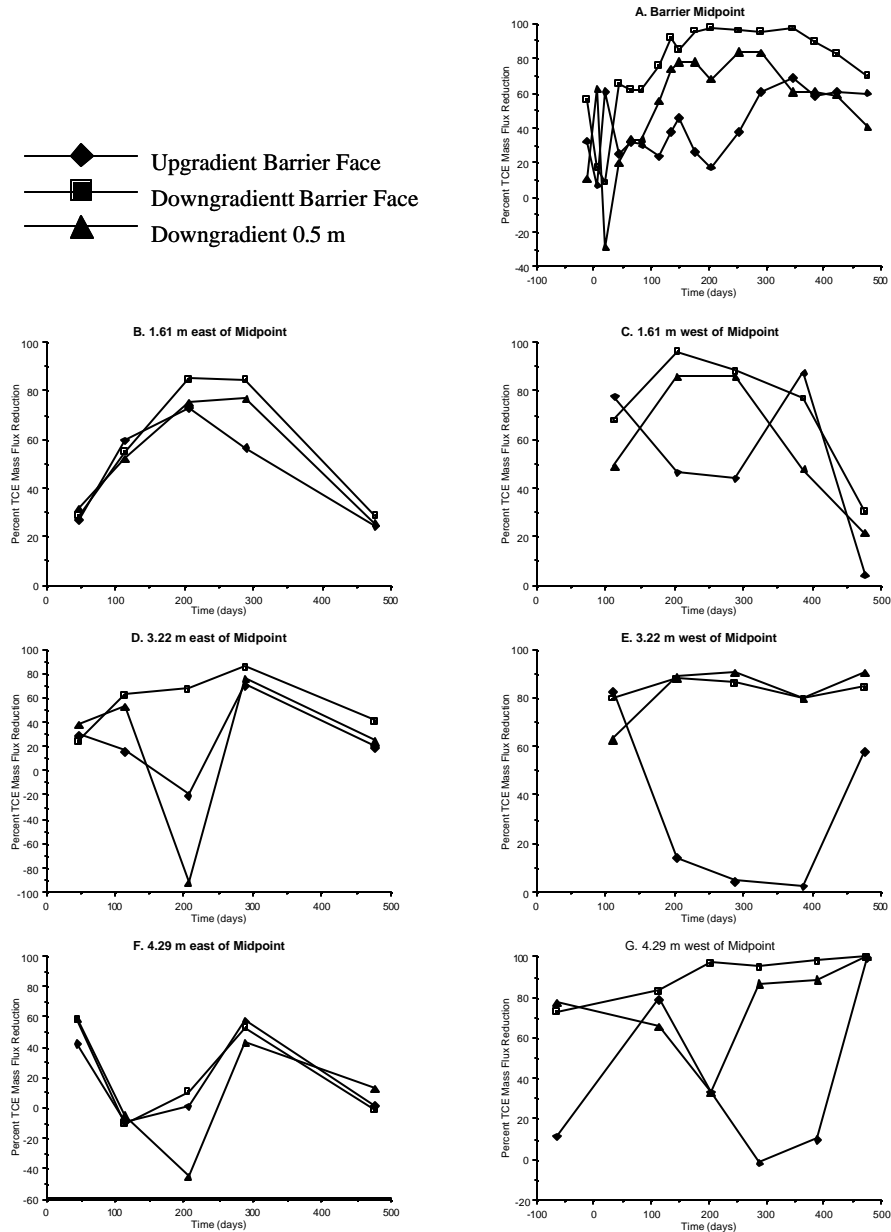 A. Barrier Midpoint
100
80
60
40
20
0
-20
-40
Percent TCE Mass Flux Reduction
-100 0 100 200 300 400 500
Time (days)
Upgradient Barrier Face
Downgradientt Barrier Face
Downgradient 0.5 m
B. 1.61 m east of Midpoint
100
80
60
40
20
0
Percent TCE Mass Flux Reduction
0 100 200 300 400 500
Time (days)
C. 1.61 m west of Midpoint
100
80
60
40
20
0
Percent TCE Mass Flux Reduction
0 100 200 300 400 500
Time (days)
D. 3.22 m east of Midpoint
100
80
60
40
20
0
-20
-40
-60
-80
-100
Percent TCE Mass Flux Reduction
0 100 200 300 400 500
Time (days)
E. 3.22 m west of Midpoint
100
80
60
40
20
0
Percent TCE Mass Flux Reduction
0 100 200 300 400 500
Time (days)
F. 4.29 m east of Midpoint
100
80
60
40
20
0
-20
-40
-60
Percent TCE Mass Flux Reduction
0 100 200 300 400 500
Time (days)
G. 4.29 m west of Midpoint
100
80
60
40
20
0
-20
Percent TCE Mass Flux Reduction
-100 0 100 200 300 400 500
Time (days)